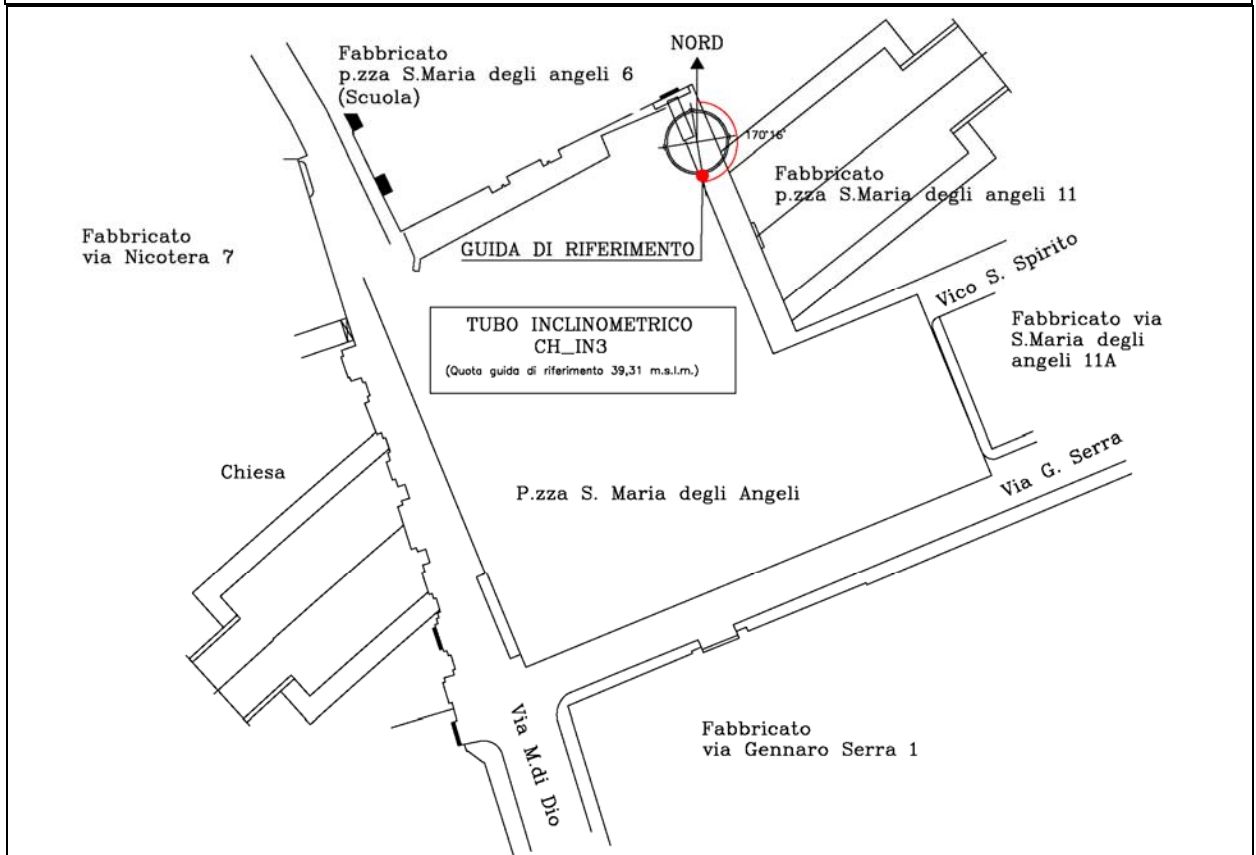 Fabbricato
p.zza S.Maria degli angeli 6
(Scuola)
NORD
170°16'
Fabbricato
p.zza S.Maria degli angeli 11
Fabbricato
via Nicotera 7
GUIDA DI RIFERIMENTO
Vico S. Spirito
TUBO INCLINOMETRICO
CH_IN3
(Quota guida di riferimento 39,31 m.s.l.m.)
Fabbricato via
S.Maria degli
angeli 11A
Chiesa
P.zza S. Maria degli Angeli
Via G. Serra
Via M.di Dio
Fabbricato
via Gennaro Serra 1